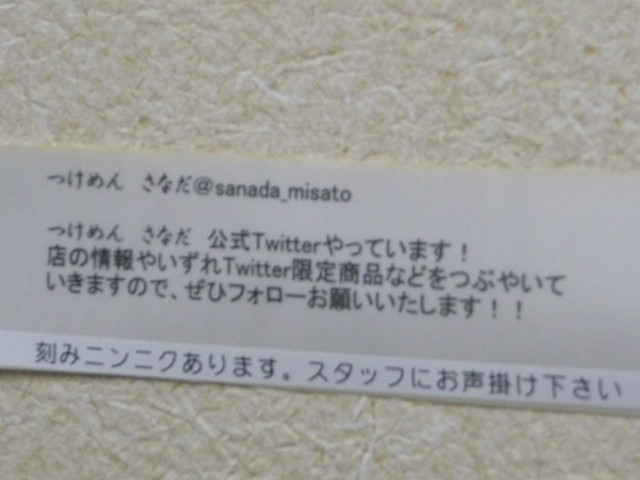 つけめん さなだ@sanada_misato
つけめん さなだ 公式Twitterやっています！
店の情報やいずれTwitter限定商品などをつぶやいて
いきますので、ぜひフォローお願いいたします！！
刻みニンニクあります。スタッフにお声掛け下さい